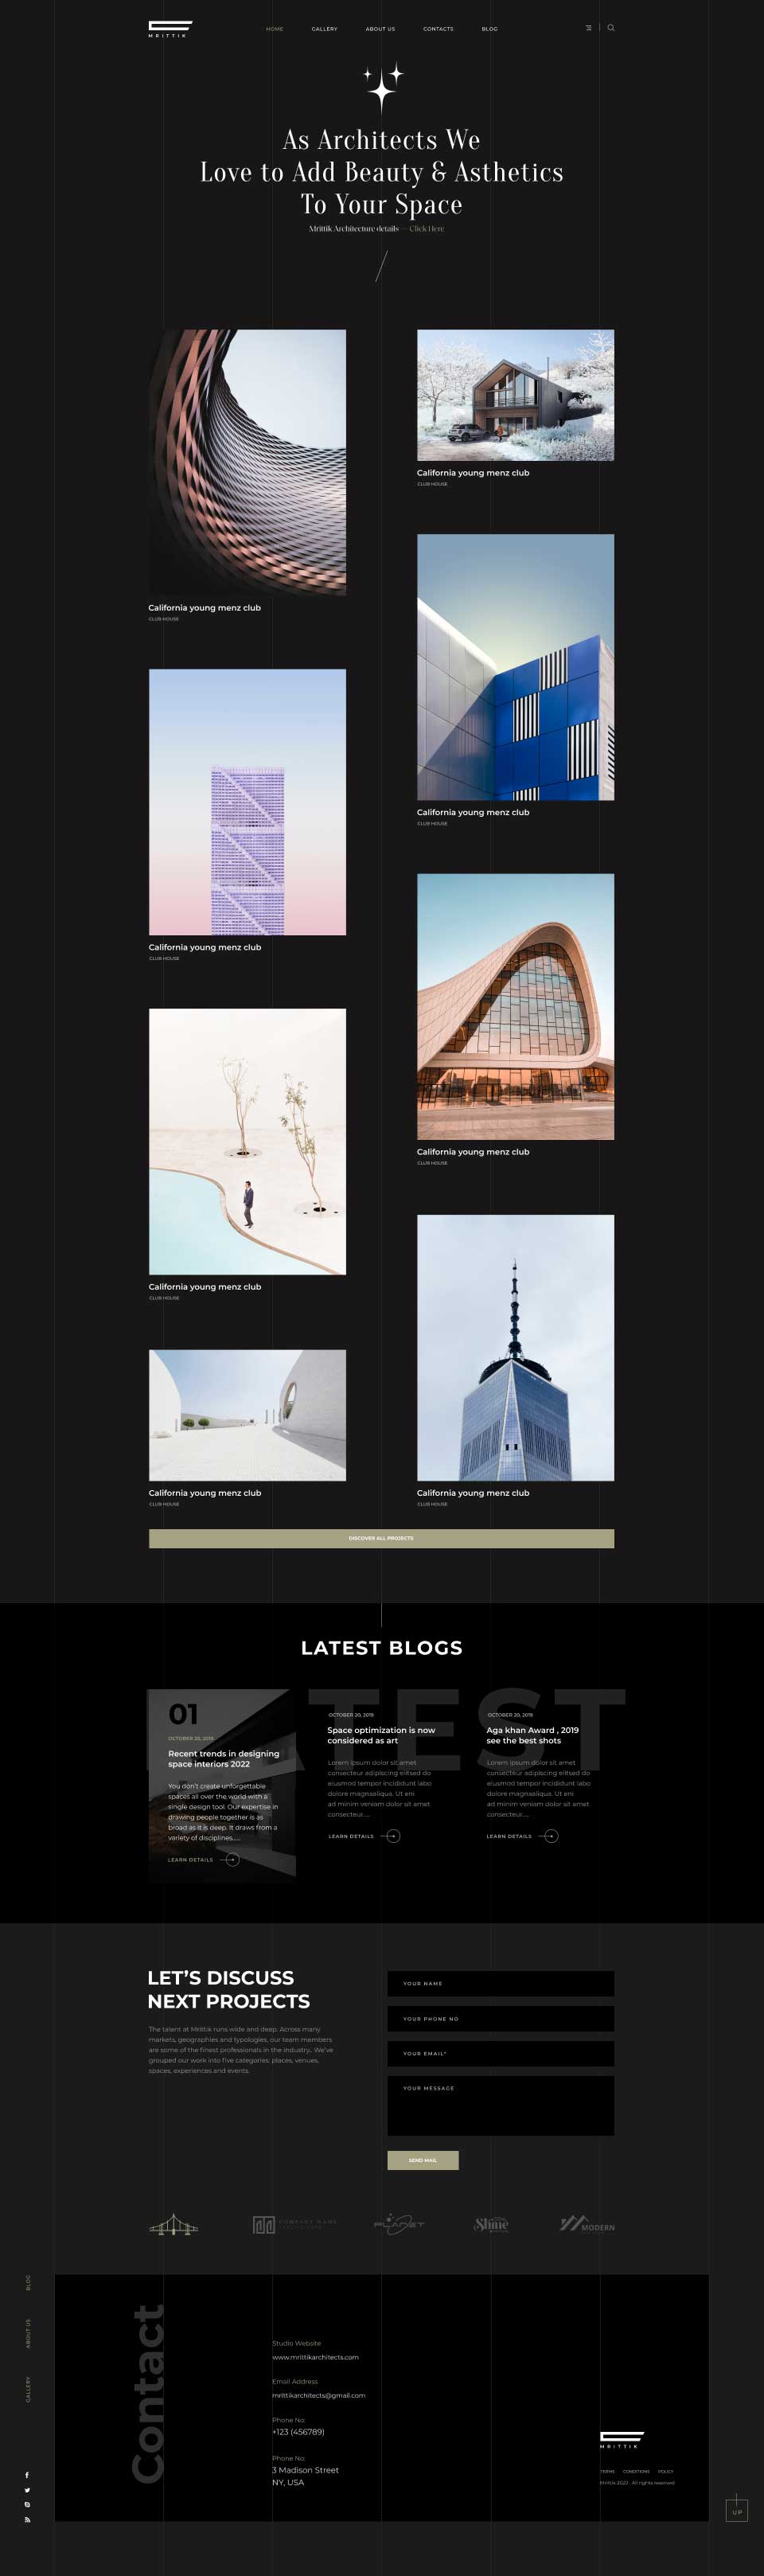 MRITTIK
HOME
GALLERY
ABOUT US
CONTACTS
BLOG
As Architects We
Love to Add Beauty & Asthetics
To Your Space
Mrittik Architecture details — Click Here
California young menz club
CLUB HOUSE
California young menz club
CLUB HOUSE
California young menz club
CLUB HOUSE
California young menz club
CLUB HOUSE
California young menz club
CLUB HOUSE
California young menz club
CLUB HOUSE
California young menz club
CLUB HOUSE
California young menz club
CLUB HOUSE
DISCOVER ALL PROJECTS
LATEST BLOGS
ATEST
01
OCTOBER 20, 2019
Recent trends in designing
space interiors 2022
You don't create unforgettable
spaces all over the world with a
single design tool. Our expertise in
drawing people together is as
broad as it is deep. It draws from a
variety of disciplines.....
LEARN DETAILS
OCTOBER 20, 2019
Space optimization is now
considered as art
Lorem ipsum dolor sit amet
consecteur adipiscing elitsed do
eiusmod tempor incididunt labo
dolore magnaaliqua. Ut eni
ad minim veniam dolor sit amet
consecteur.....
LEARN DETAILS
OCTOBER 20, 2019
Aga khan Award , 2019
see the best shots
Lorem ipsum dolor sit amet
consecteur adipiscing elitsed do
eiusmod tempor incididunt labo
dolore magnaaliqua. Ut eni
ad minim veniam dolor sit amet
consecteur.....
LEARN DETAILS
LET'S DISCUSS
NEXT PROJECTS
The talent at Mrittik runs wide and deep. Across many
markets, geographies and typologies, our team members
are some of the finest professionals in the industry. We've
grouped our work into five categories: places, venues,
spaces, experiences and events.
YOUR NAME
YOUR PHONE NO
YOUR EMAIL*
YOUR MESSAGE
SEND MAIL
COMPANY NAME
PLANET
Shine
MODERN
BLOG
ABOUT US
GALLERY
Contact
Studio Website
www.mrittikarchitects.com
Email Address
mrittikarchitects@gmail.com
Phone No:
+123 (456789)
Phone No:
3 Madison Street
NY, USA
MRITTIK
TERMS
CONDITIONS
POLICY
Mrittik 2022 . All rights reserved
UP